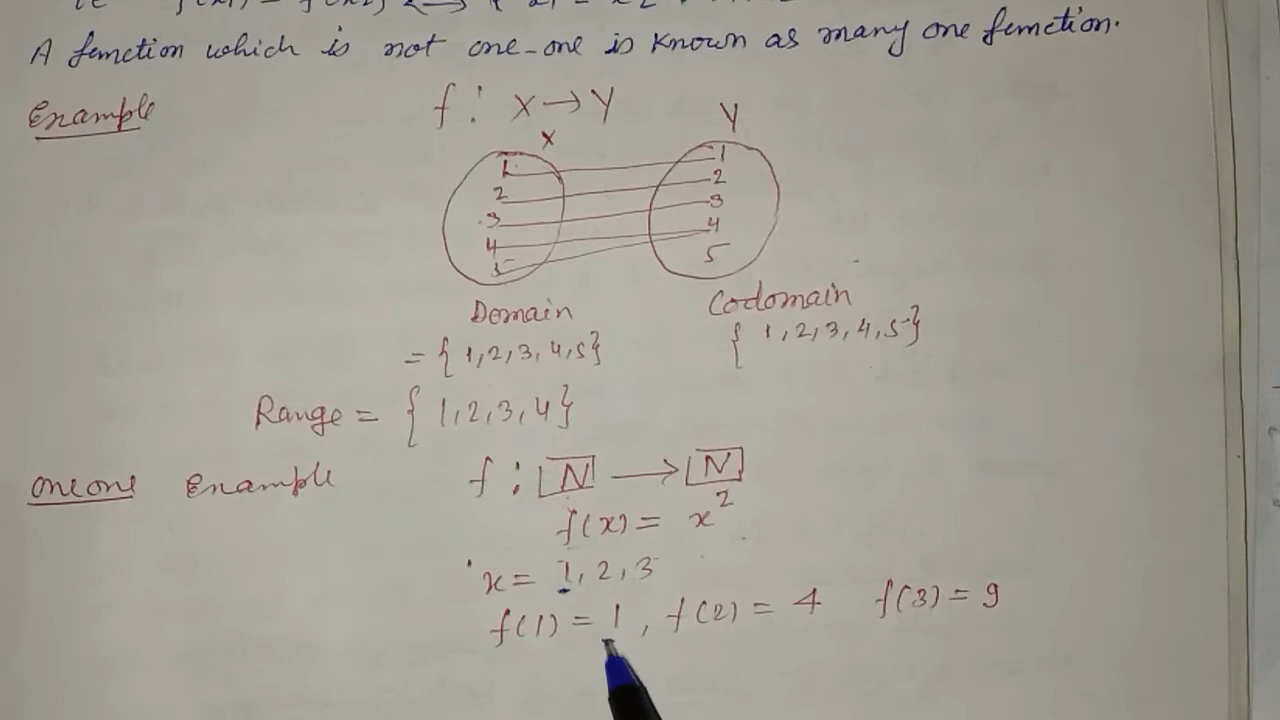 A function which is not one-one is known as many one function.
Example f : X → Y
X Y
1 1
2 2
3 3
4 4
5 5
Domain Codomain
= { 1,2,3,4,5} { 1,2,3,4,5}
Range = { 1,2,3,4}
one one Example f : N → N
f(x) = x²
x = 1, 2, 3
f(1) = 1, f(2) = 4 f(3) = 9